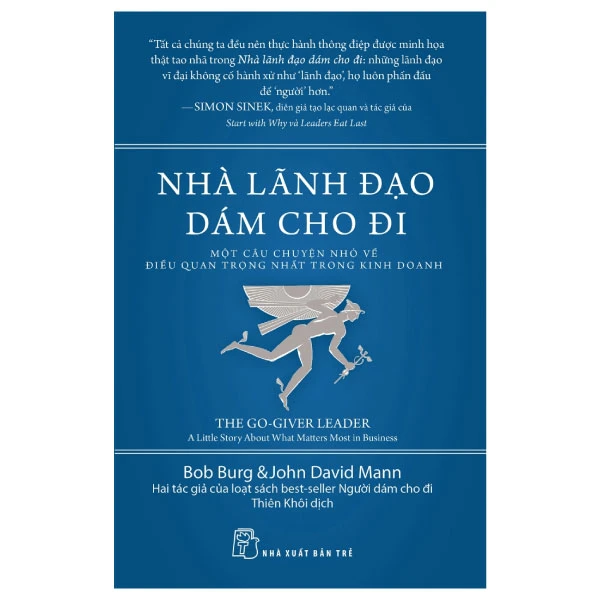 “Tất cả chúng ta đều nên thực hành thông điệp được minh họa
thật tao nhã trong Nhà lãnh đạo dám cho đi: những lãnh đạo
vĩ đại không cố hành xử như ‘lãnh đạo’, họ luôn phấn đấu
để ‘người’ hơn.”
—SIMON SINEK, diễn giả tạo lạc quan và tác giả của
Start with Why và Leaders Eat Last
NHÀ LÃNH ĐẠO
DÁM CHO ĐI
MỘT CÂU CHUYỆN NHỎ VỀ
ĐIỀU QUAN TRỌNG NHẤT TRONG KINH DOANH
THE GO-GIVER LEADER
A Little Story About What Matters Most in Business
Bob Burg &John David Mann
Hai tác giả của loạt sách best-seller Người dám cho đi
Thiên Khôi dịch
NHÀ XUẤT BẢN TRẺ